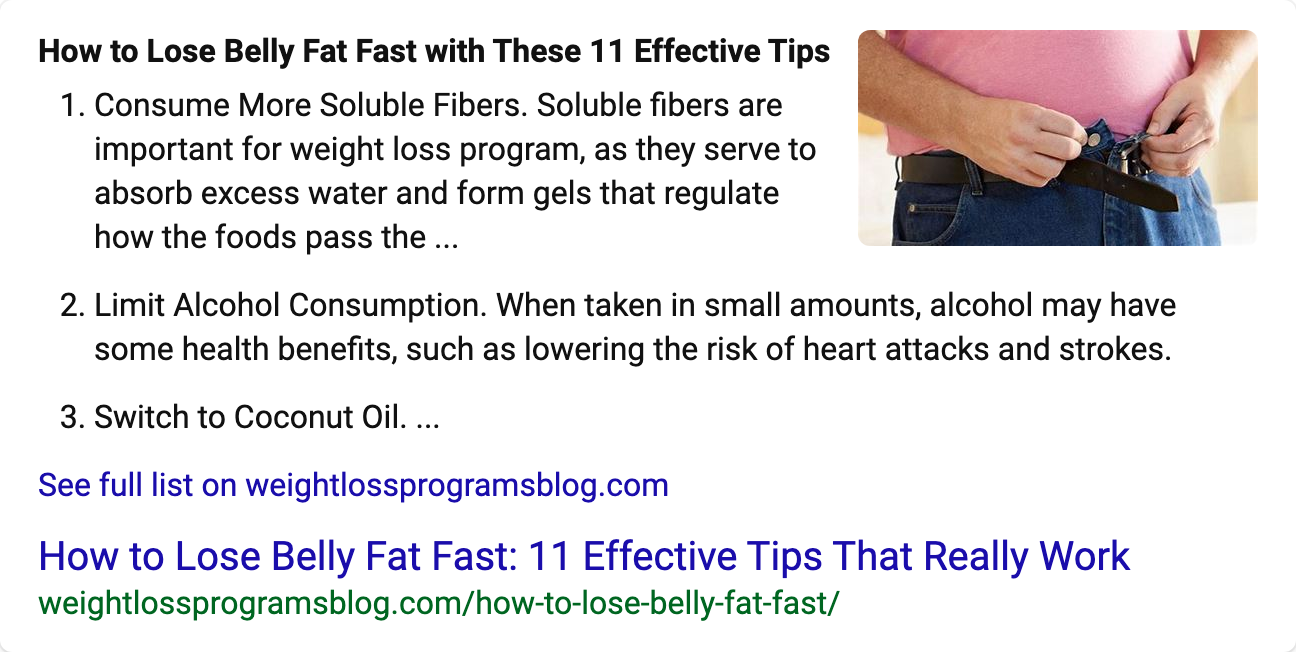 How to Lose Belly Fat Fast with These 11 Effective Tips
1. Consume More Soluble Fibers. Soluble fibers are
important for weight loss program, as they serve to
absorb excess water and form gels that regulate
how the foods pass the ...
2. Limit Alcohol Consumption. When taken in small amounts, alcohol may have
some health benefits, such as lowering the risk of heart attacks and strokes.
3. Switch to Coconut Oil. ...
See full list on weightlossprogramsblog.com
How to Lose Belly Fat Fast: 11 Effective Tips That Really Work
weightlossprogramsblog.com/how-to-lose-belly-fat-fast/